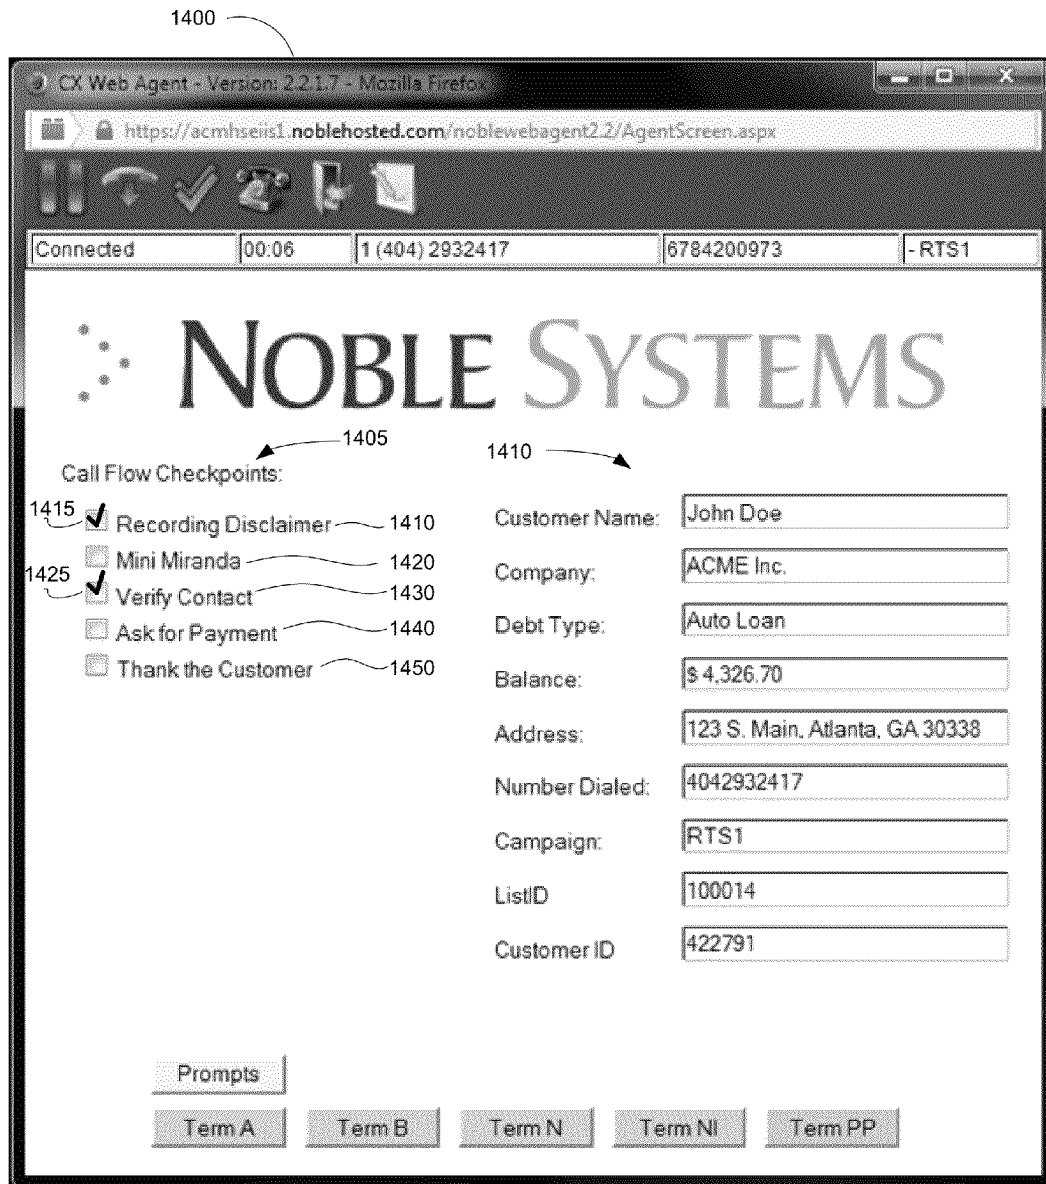 1400
CX Web Agent - Version: 2.2.1.7 - Mozilla Firefox
https://acmhseiis1.noblehosted.com/noblewebagent2.2/AgentScreen.aspx
Connected 00:06 1 (404) 2932417 6784200973 - RTS1
NOBLE SYSTEMS
1405
1410
Call Flow Checkpoints:
1415 Recording Disclaimer 1410
Mini Miranda 1420
1425 Verify Contact 1430
Ask for Payment 1440
Thank the Customer 1450
Customer Name: John Doe
Company: ACME Inc.
Debt Type: Auto Loan
Balance: $ 4,326.70
Address: 123 S. Main, Atlanta, GA 30338
Number Dialed: 4042932417
Campaign: RTS1
ListID 100014
Customer ID 422791
Prompts
Term A Term B Term N Term NI Term PP